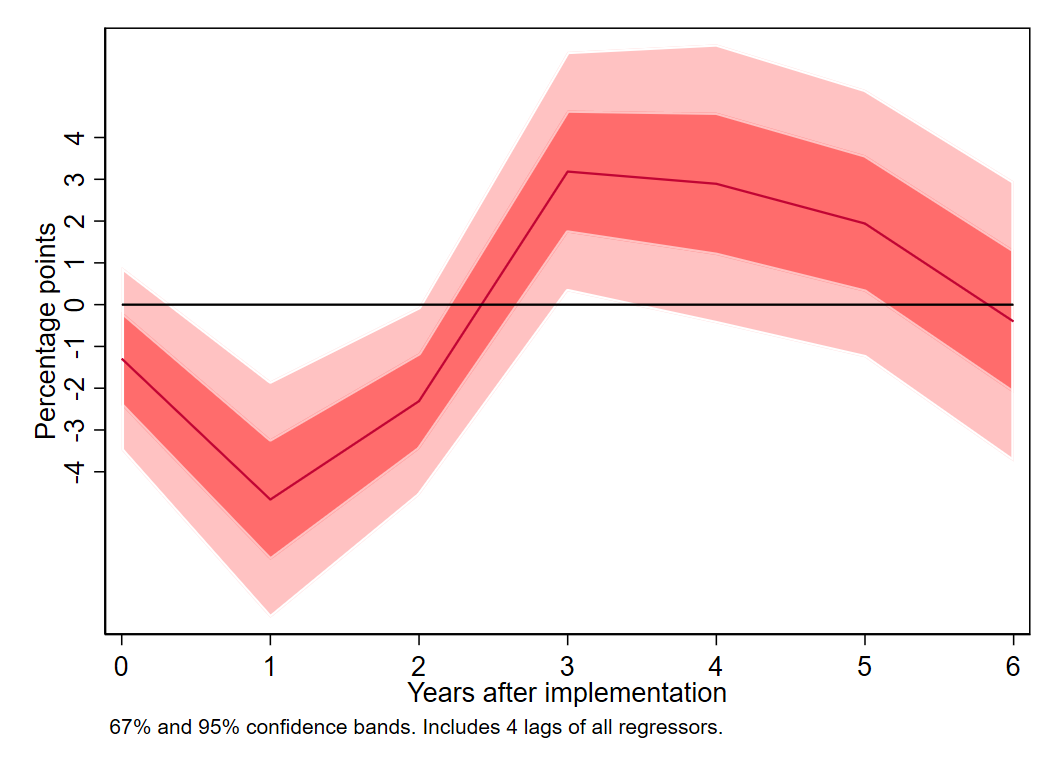 Percentage points
4
3
2
1
0
-1
-2
-3
-4
0 1 2 3 4 5 6
Years after implementation
67% and 95% confidence bands. Includes 4 lags of all regressors.